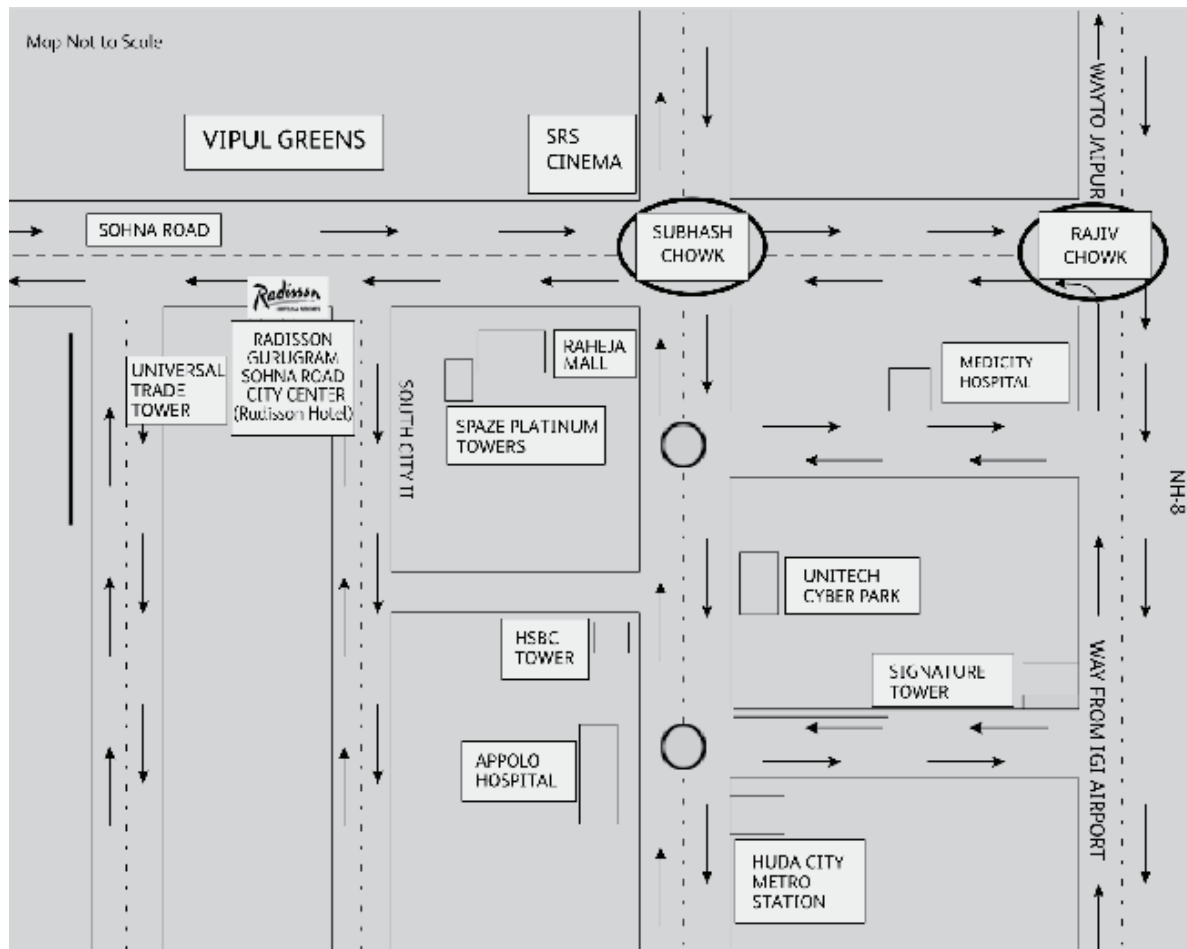 Map Not to Scale
VIPUL GREENS
SRS
CINEMA
WAY TO JAIPUR
SOHNA ROAD
SUBHASH
CHOWK
RAJIV
CHOWK
Radisson
RADISSON
GURUGRAM
SOHNA ROAD
CITY CENTER
(Radisson Hotel)
UNIVERSAL
TRADE
TOWER
SOUTH CITY II
RAHEJA
MALL
SPAZE PLATINUM
TOWERS
MEDICITY
HOSPITAL
NH-8
UNITECH
CYBER PARK
HSBC
TOWER
SIGNATURE
TOWER
WAY FROM IGI AIRPORT
APPOLO
HOSPITAL
HUDA CITY
METRO
STATION